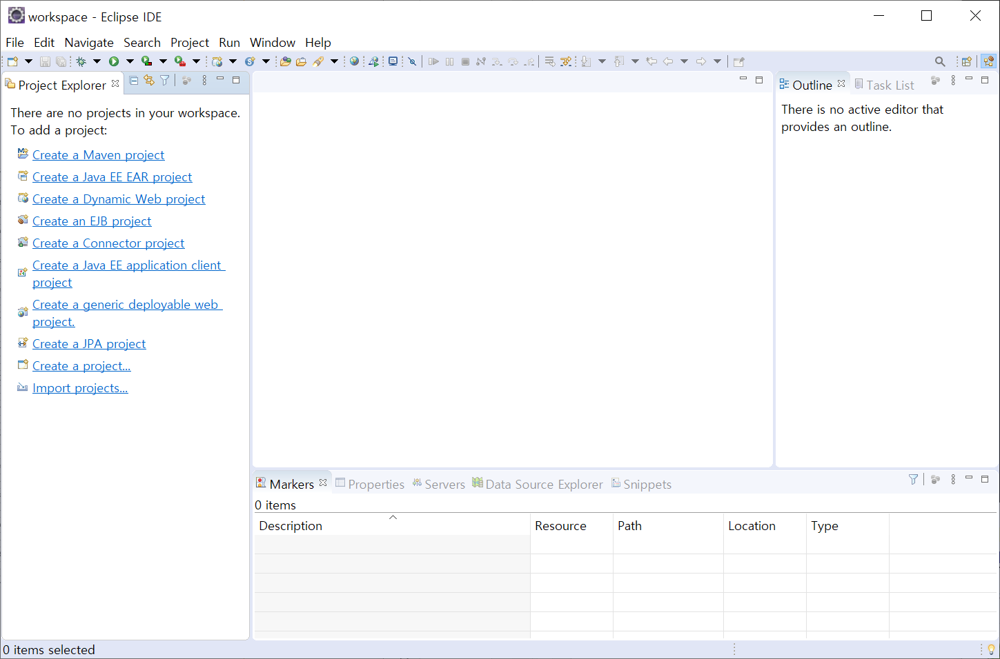 workspace - Eclipse IDE
File Edit Navigate Search Project Run Window Help
Project Explorer
There are no projects in your workspace.
To add a project:
Create a Maven project
Create a Java EE EAR project
Create a Dynamic Web project
Create an EJB project
Create a Connector project
Create a Java EE application client
project
Create a generic deployable web
project.
Create a JPA project
Create a project...
Import projects...
Outline Task List
There is no active editor that
provides an outline.
Markers Properties Servers Data Source Explorer Snippets
0 items
Description Resource Path Location Type
0 items selected